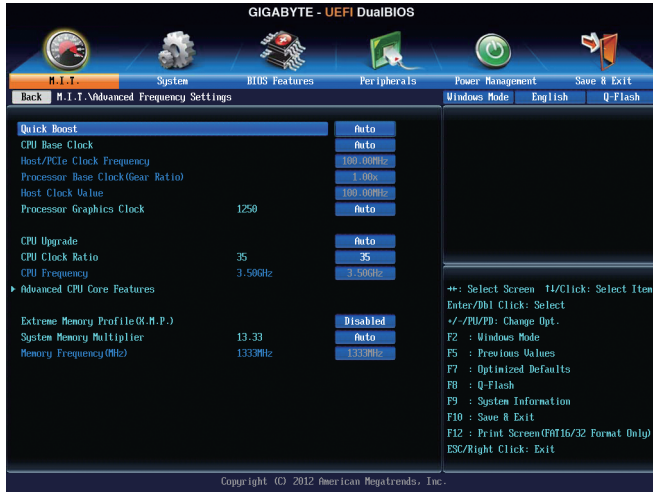 GIGABYTE - UEFI DualBIOS
M.I.T. System BIOS Features Peripherals Power Management Save & Exit
Back M.I.T.\Advanced Frequency Settings Windows Mode English Q-Flash
Quick Boost Auto
CPU Base Clock Auto
Host/PCIe Clock Frequency 100.00MHz
Processor Base Clock(Gear Ratio) 1.00x
Host Clock Value 100.00MHz
Processor Graphics Clock 1250 Auto
CPU Upgrade Auto
CPU Clock Ratio 35 35
CPU Frequency 3.50GHz 3.50GHz
Advanced CPU Core Features
Extreme Memory Profile(X.M.P.) Disabled
System Memory Multiplier 13.33 Auto
Memory Frequency(MHz) 1333MHz 1333MHz
→←: Select Screen ↑↓/Click: Select Item
Enter/Dbl Click: Select
+/-/PU/PD: Change Opt.
F2 : Windows Mode
F5 : Previous Values
F7 : Optimized Defaults
F8 : Q-Flash
F9 : System Information
F10 : Save & Exit
F12 : Print Screen(FAT16/32 Format Only)
ESC/Right Click: Exit
Copyright (C) 2012 American Megatrends, Inc.